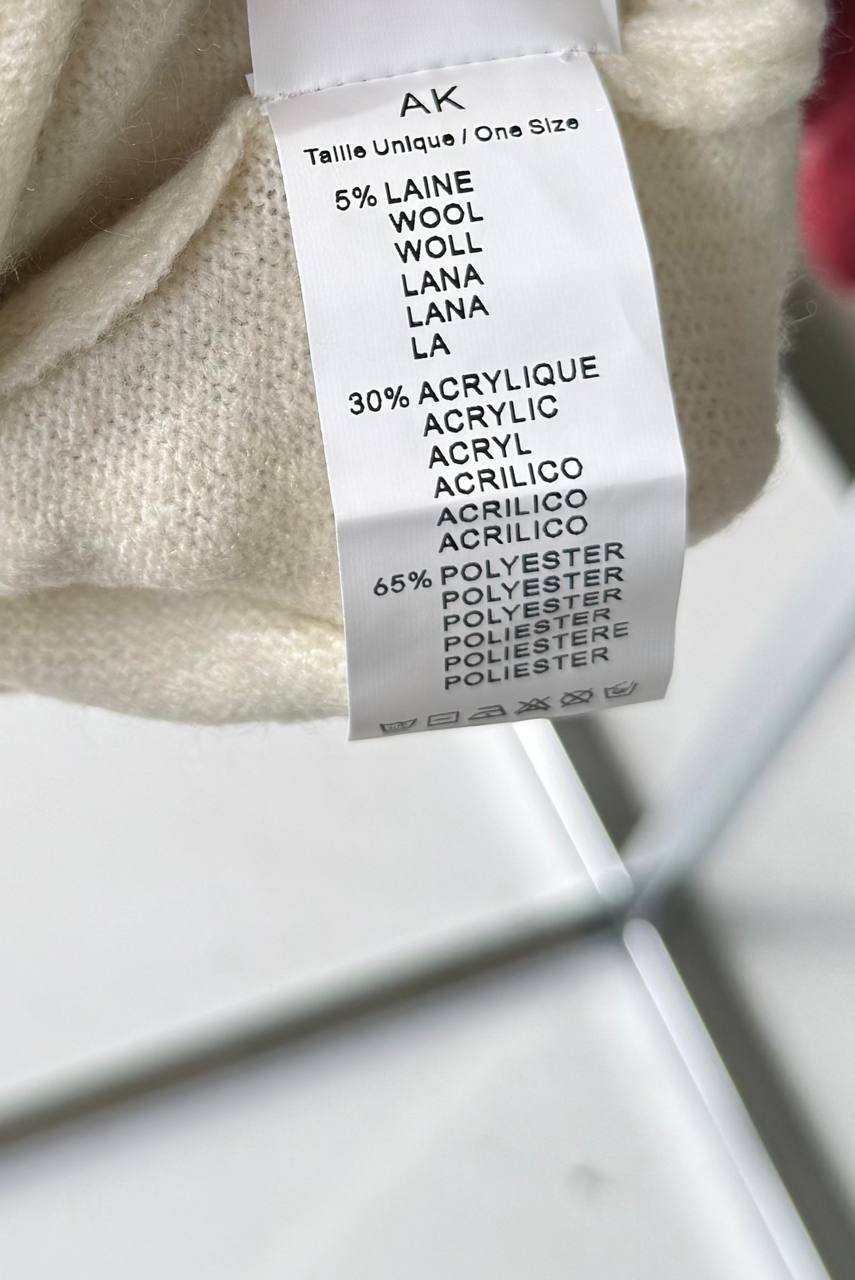 AK
Taille Unique / One Size
5% LAINE
WOOL
WOLL
LANA
LANA
LA
30% ACRYLIQUE
ACRYLIC
ACRYL
ACRILICO
ACRILICO
ACRILICO
65% POLYESTER
POLYESTER
POLYESTER
POLIESTER
POLIESTERE
POLIESTER